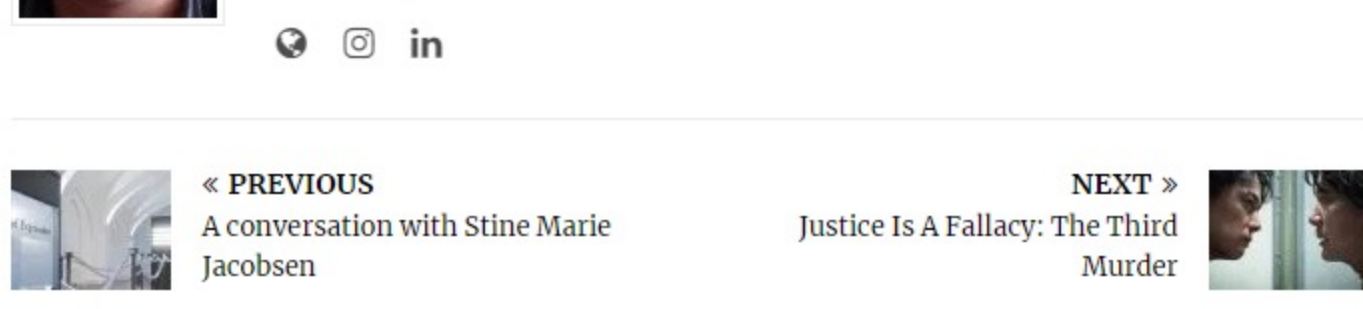 « PREVIOUS
A conversation with Stine Marie
Jacobsen
NEXT »
Justice Is A Fallacy: The Third
Murder